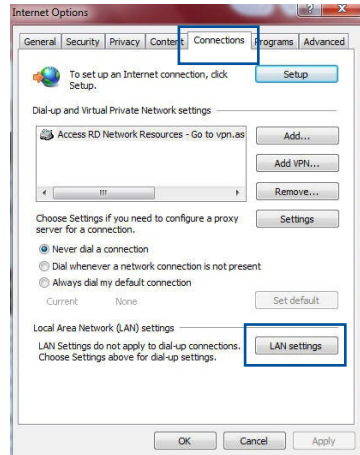 Internet Options
General Security Privacy Content Connections Programs Advanced
To set up an Internet connection, click
Setup.
Setup
Dial-up and Virtual Private Network settings
Access RD Network Resources - Go to vpn.as
Add...
Add VPN...
Remove...
Choose Settings if you need to configure a proxy
server for a connection.
Settings
Never dial a connection
Dial whenever a network connection is not present
Always dial my default connection
Current None
Set default
Local Area Network (LAN) settings
LAN Settings do not apply to dial-up connections.
Choose Settings above for dial-up settings.
LAN settings
OK Cancel Apply